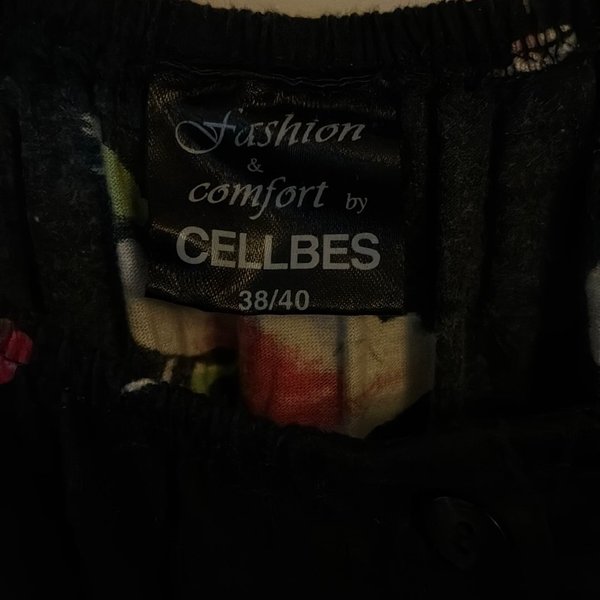 Fashion
&
comfort by
CELLBES
38/40